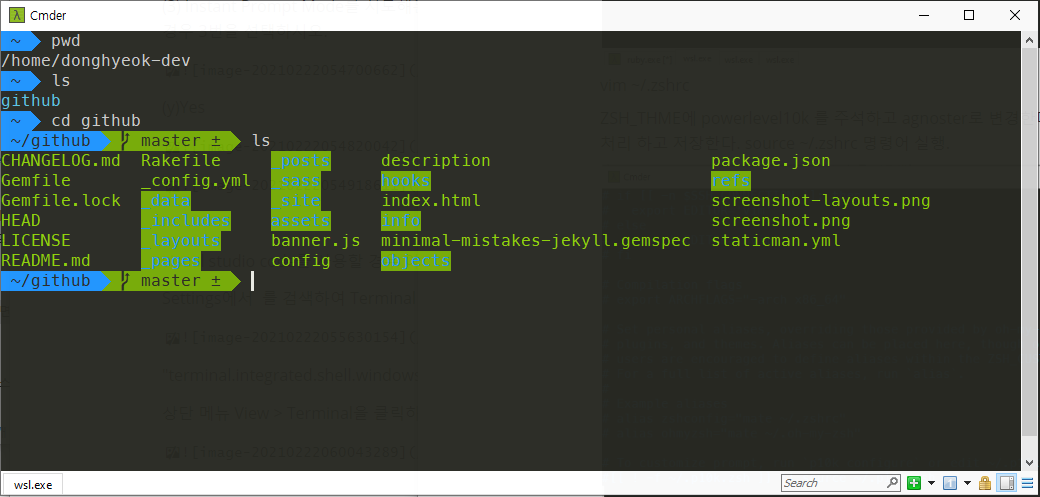 Cmder
~ pwd
/home/donghyeok-dev
~ ls
github
~ cd github
~/github master ± ls
CHANGELOG.md Rakefile _posts description package.json
Gemfile _config.yml _sass hooks refs
Gemfile.lock _data _site index.html screenshot-layouts.png
HEAD _includes assets info screenshot.png
LICENSE _layouts banner.js minimal-mistakes-jekyll.gemspec staticman.yml
README.md _pages config objects
~/github master ±
wsl.exe Search